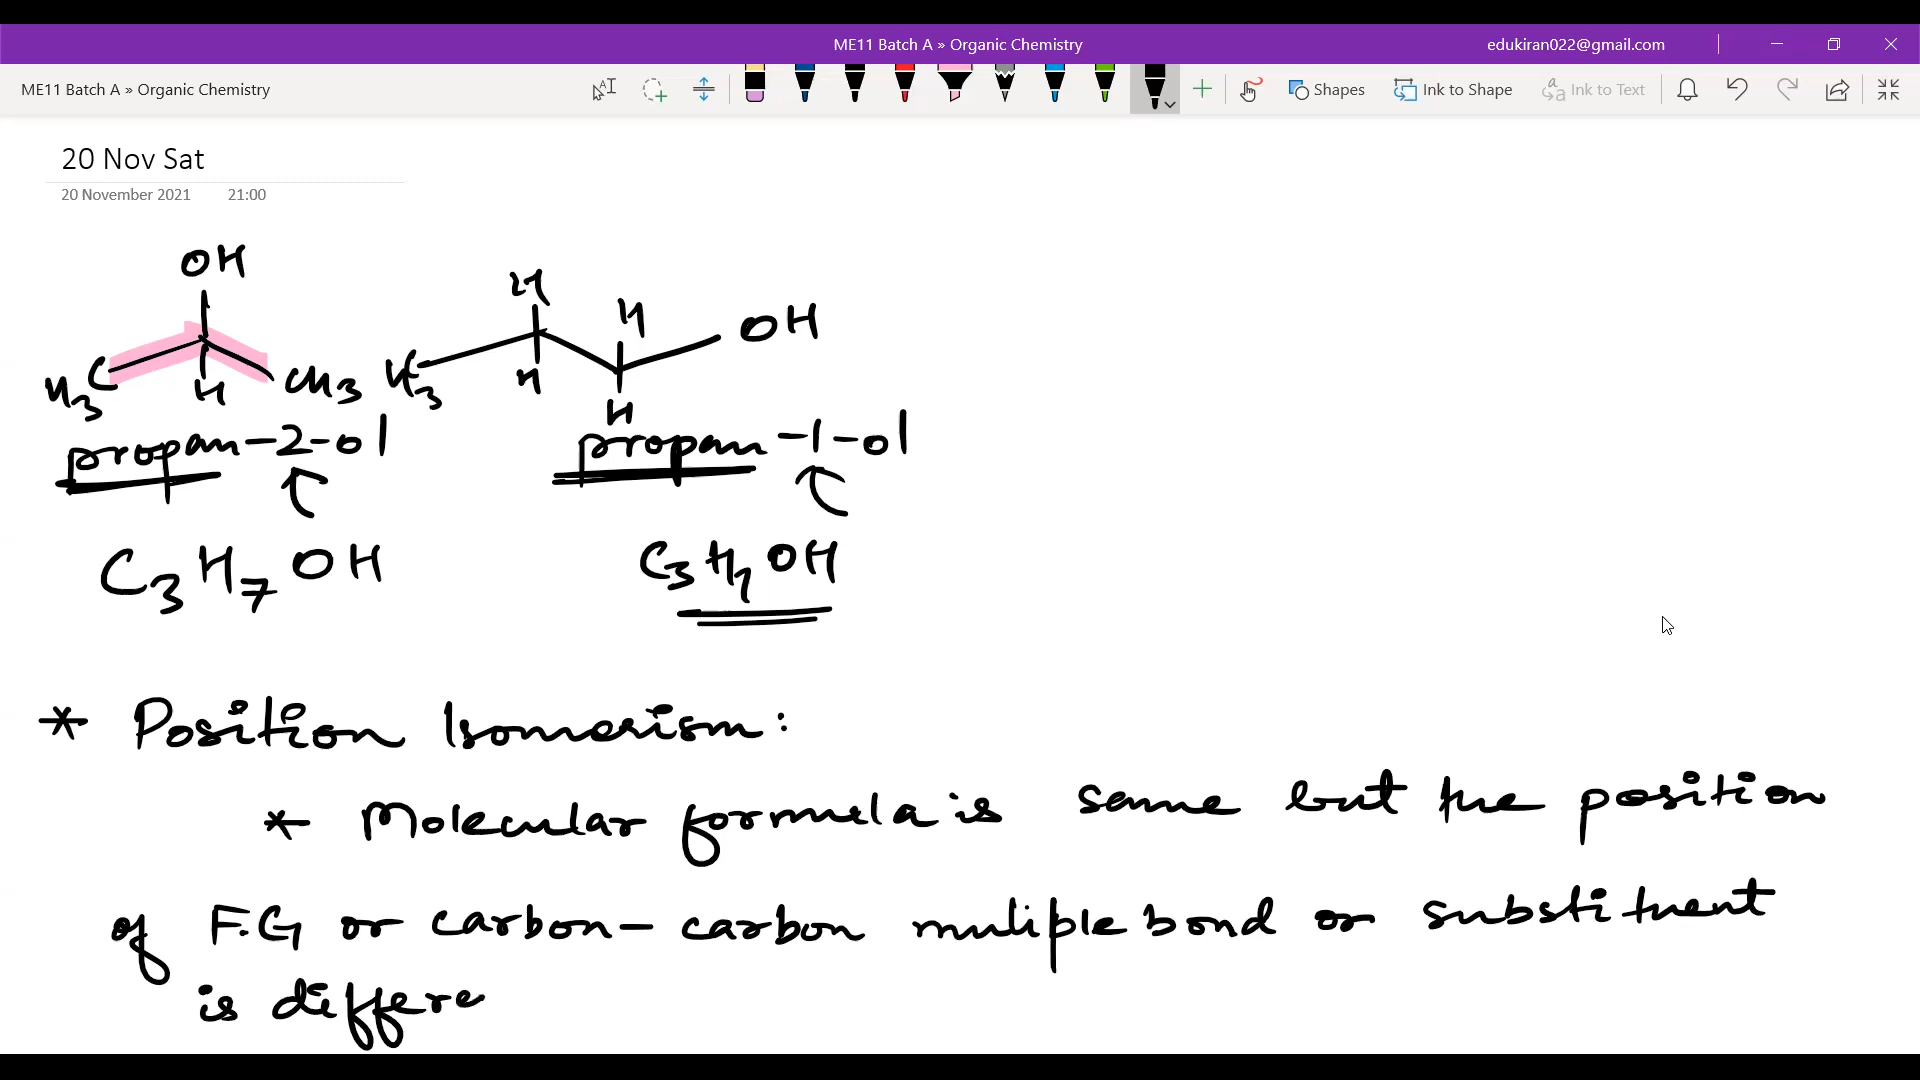 ME11 Batch A » Organic Chemistry
edukiran022@gmail.com
ME11 Batch A » Organic Chemistry
Shapes
Ink to Shape
Ink to Text
20 Nov Sat
20 November 2021 21:00
OH
H3C H CH3
H H OH
H3C H H
propan-2-ol propan-1-ol
C3H7OH C3H7OH
* Position Isomerism:
* Molecular formula is same but the position
of F.G or carbon-carbon muliple bond or substituent
is differe